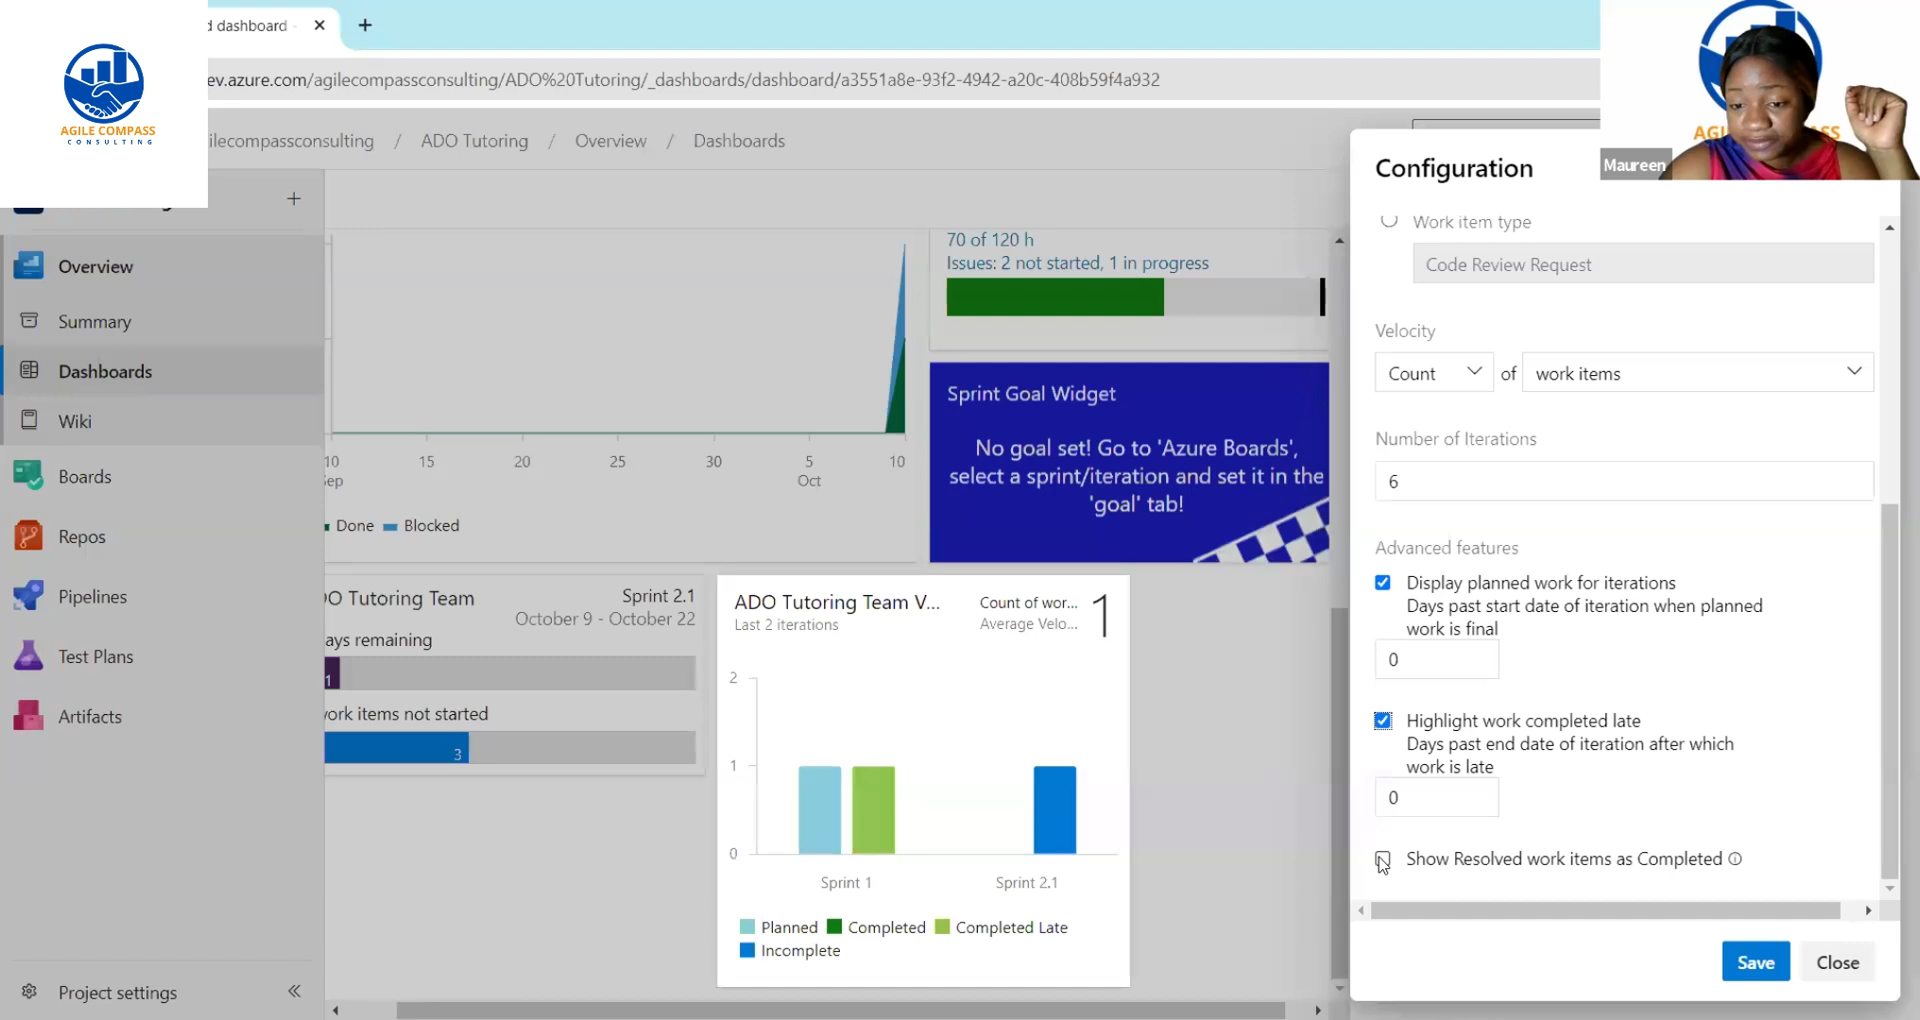 d dashboard -
ev.azure.com/agilecompassconsulting/ADO%20Tutoring/_dashboards/dashboard/a3551a8e-93f2-4942-a20c-408b59f4a932
AGILE COMPASS
CONSULTING
ilecompassconsulting / ADO Tutoring / Overview / Dashboards
Maureen
Overview
Summary
Dashboards
Wiki
Boards
Repos
Pipelines
Test Plans
Artifacts
Project settings
10 15 20 25 30 5 10
Sep Oct
Done Blocked
70 of 120 h
Issues: 2 not started, 1 in progress
Sprint Goal Widget
No goal set! Go to 'Azure Boards',
select a sprint/iteration and set it in the
'goal' tab!
O Tutoring Team Sprint 2.1
October 9 - October 22
ays remaining
1
ork items not started
3
ADO Tutoring Team V... Count of wor... 1
Last 2 iterations Average Velo...
2
1
0
Sprint 1 Sprint 2.1
Planned Completed Completed Late
Incomplete
Configuration
Work item type
Code Review Request
Velocity
Count of work items
Number of Iterations
6
Advanced features
Display planned work for iterations
Days past start date of iteration when planned
work is final
0
Highlight work completed late
Days past end date of iteration after which
work is late
0
Show Resolved work items as Completed
Save Close